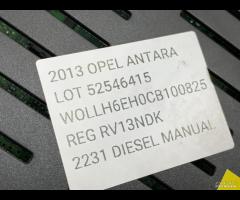 2013 OPEL ANTARA
LOT 52546415
WOLLH6EH0CB100825
REG RV13NDK
2231 DIESEL MANUAL